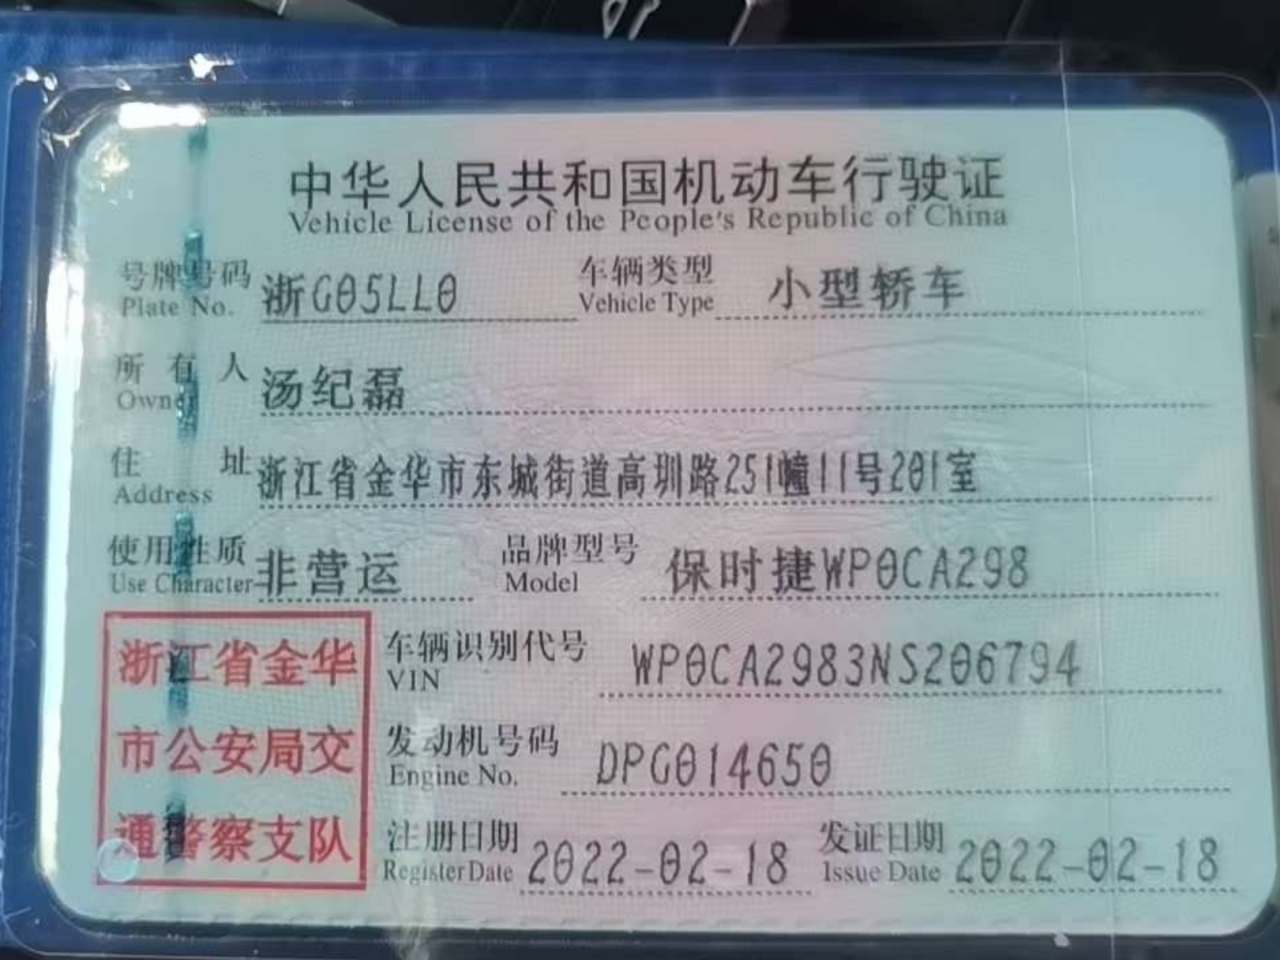 中华人民共和国机动车行驶证
Vehicle License of the People's Republic of China
号牌号码 浙G05LL0 车辆类型 小型轿车
Plate No. Vehicle Type
所有人 汤纪磊
Owner
住址 浙江省金华市东城街道高圳路251幢11号201室
Address
使用性质 非营运 品牌型号 保时捷WP0CA298
Use Character Model
浙江省金华
市公安局交
通警察支队
车辆识别代号 WP0CA2983NS206794
VIN
发动机号码 DPG014650
Engine No.
注册日期 2022-02-18 发证日期 2022-02-18
Register Date Issue Date